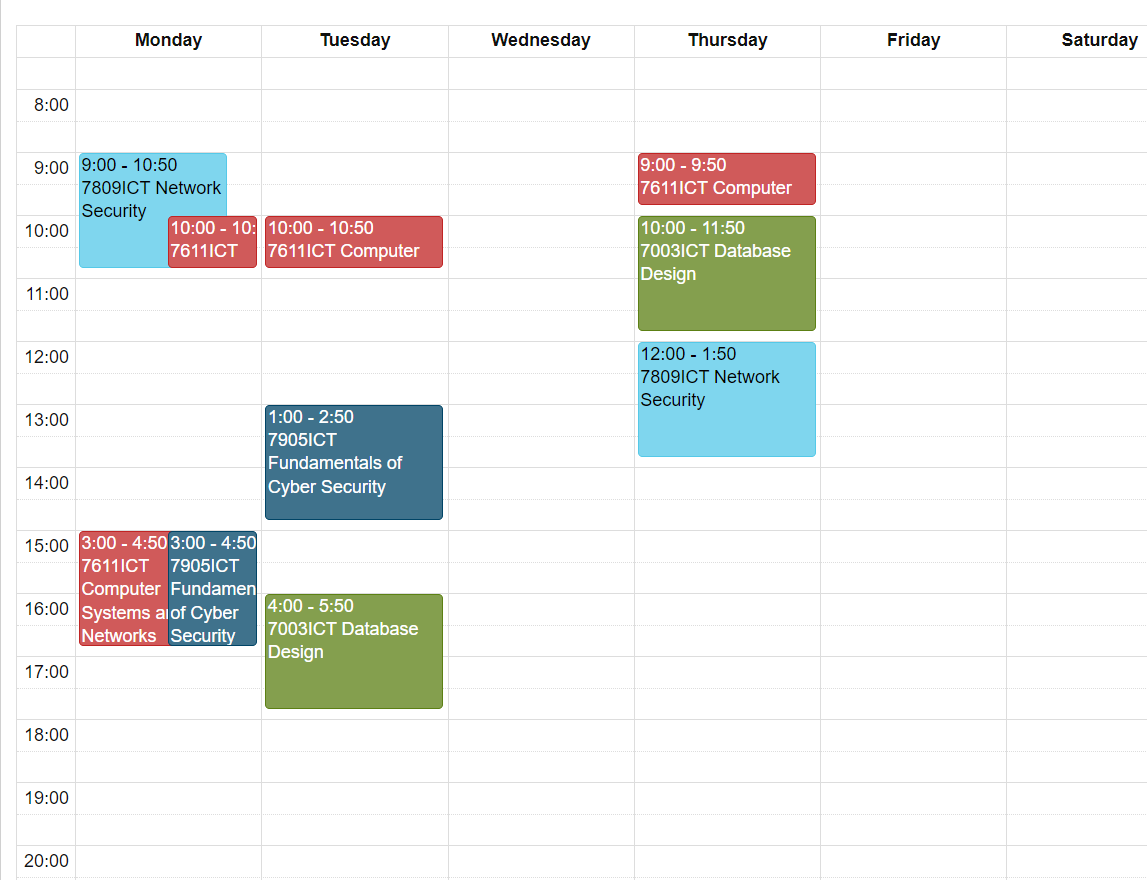 Monday Tuesday Wednesday Thursday Friday Saturday
8:00
9:00
10:00
11:00
12:00
13:00
14:00
15:00
16:00
17:00
18:00
19:00
20:00
9:00 - 10:50
7809ICT Network
Security
10:00 - 10:
7611ICT
3:00 - 4:50
7611ICT
Computer
Systems a
Networks
3:00 - 4:50
7905ICT
Fundamen
of Cyber
Security
10:00 - 10:50
7611ICT Computer
1:00 - 2:50
7905ICT
Fundamentals of
Cyber Security
4:00 - 5:50
7003ICT Database
Design
9:00 - 9:50
7611ICT Computer
10:00 - 11:50
7003ICT Database
Design
12:00 - 1:50
7809ICT Network
Security